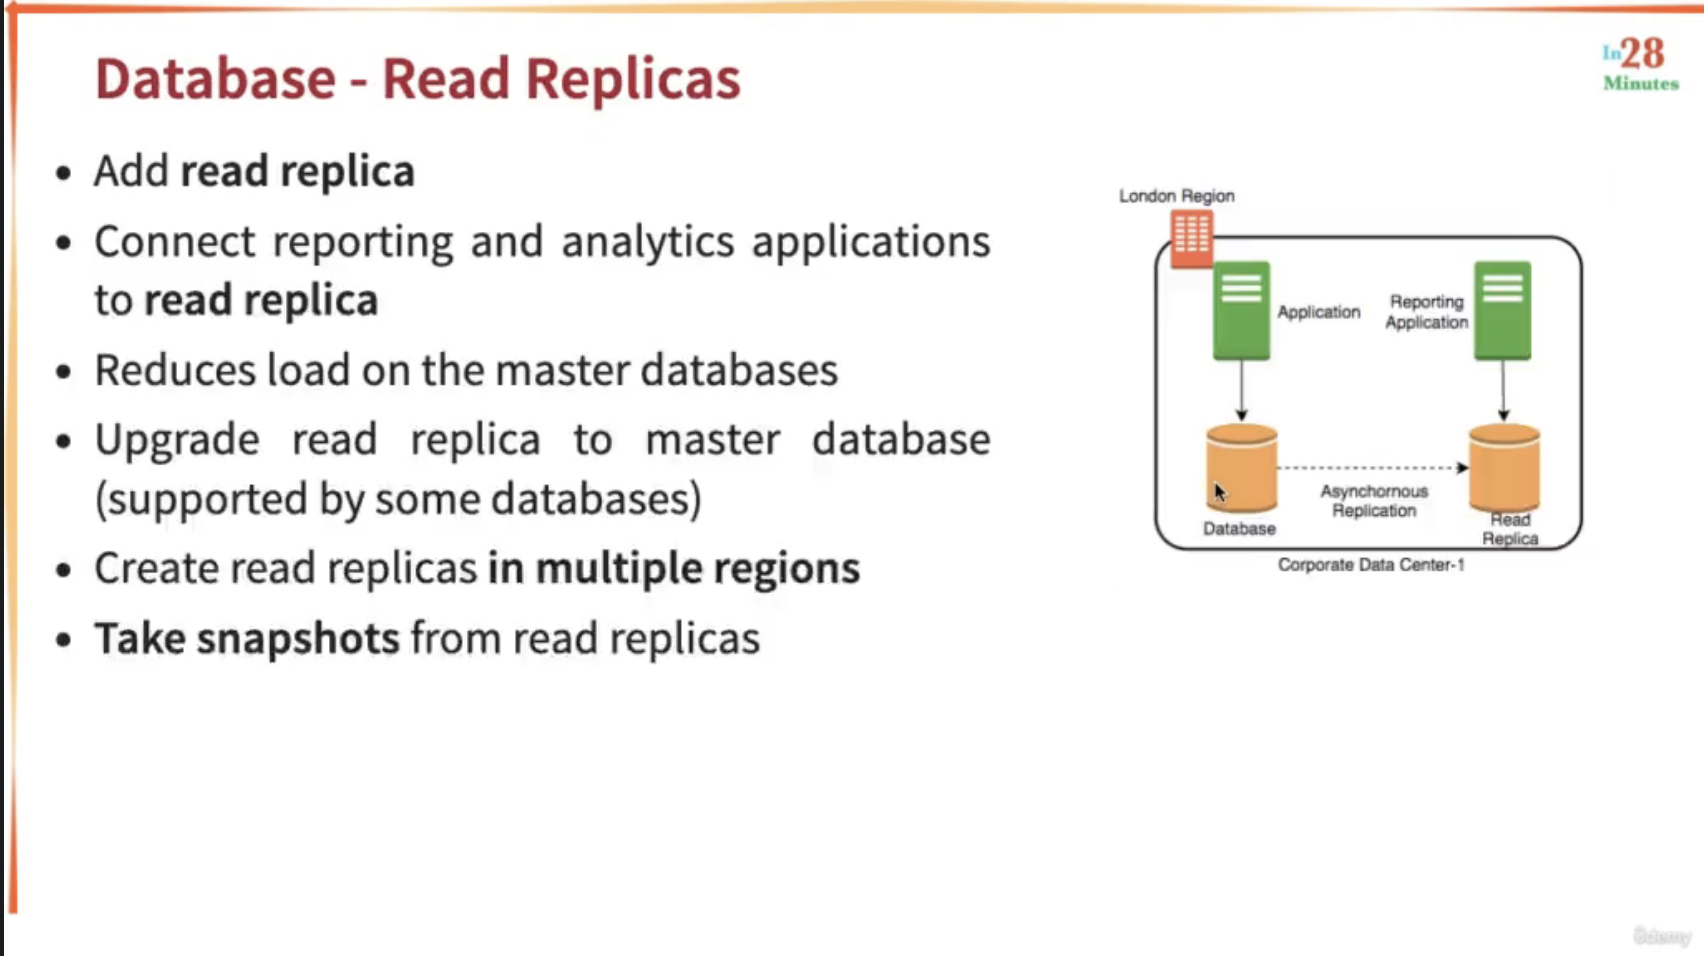 Database - Read Replicas
In28
Minutes
• Add read replica
• Connect reporting and analytics applications
to read replica
• Reduces load on the master databases
• Upgrade read replica to master database
(supported by some databases)
• Create read replicas in multiple regions
• Take snapshots from read replicas
London Region
Application
Reporting
Application
Asynchornous
Replication
Database
Read
Replica
Corporate Data Center-1
ûdemy